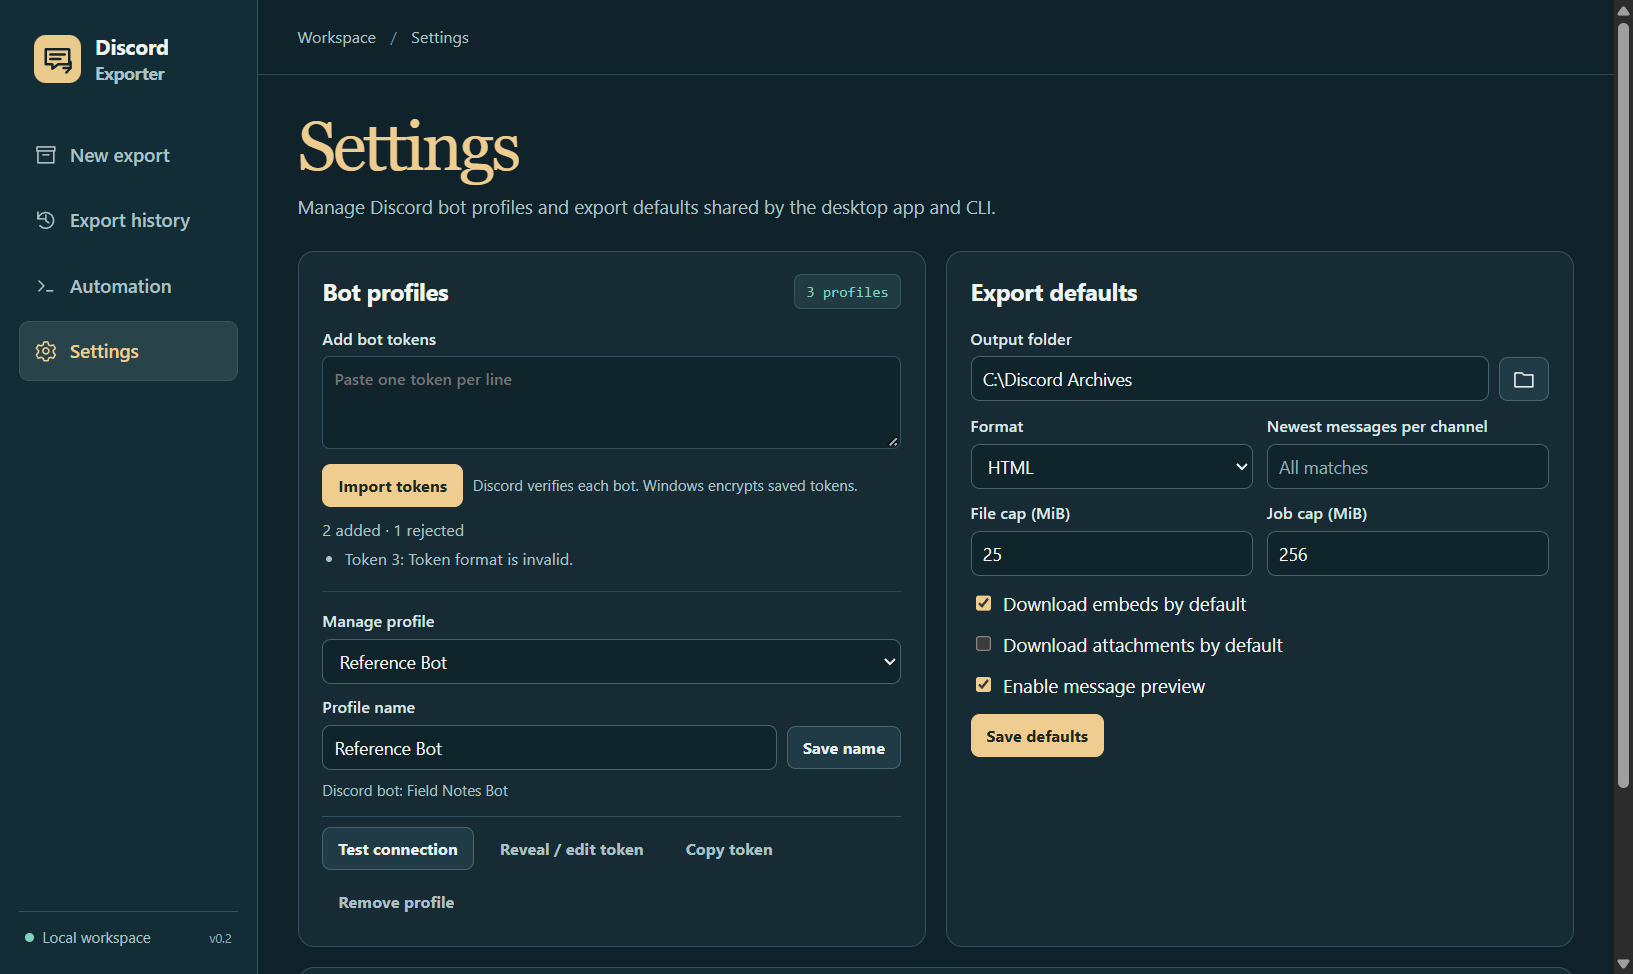 Discord
Exporter
New export
Export history
Automation
Settings
Local workspace
v0.2
Workspace / Settings
Settings
Manage Discord bot profiles and export defaults shared by the desktop app and CLI.
Bot profiles
3 profiles
Add bot tokens
Paste one token per line
Import tokens
Discord verifies each bot. Windows encrypts saved tokens.
2 added · 1 rejected
• Token 3: Token format is invalid.
Manage profile
Reference Bot
Profile name
Reference Bot
Save name
Discord bot: Field Notes Bot
Test connection
Reveal / edit token
Copy token
Remove profile
Export defaults
Output folder
C:\Discord Archives
Format
HTML
Newest messages per channel
All matches
File cap (MiB)
25
Job cap (MiB)
256
Download embeds by default
Download attachments by default
Enable message preview
Save defaults